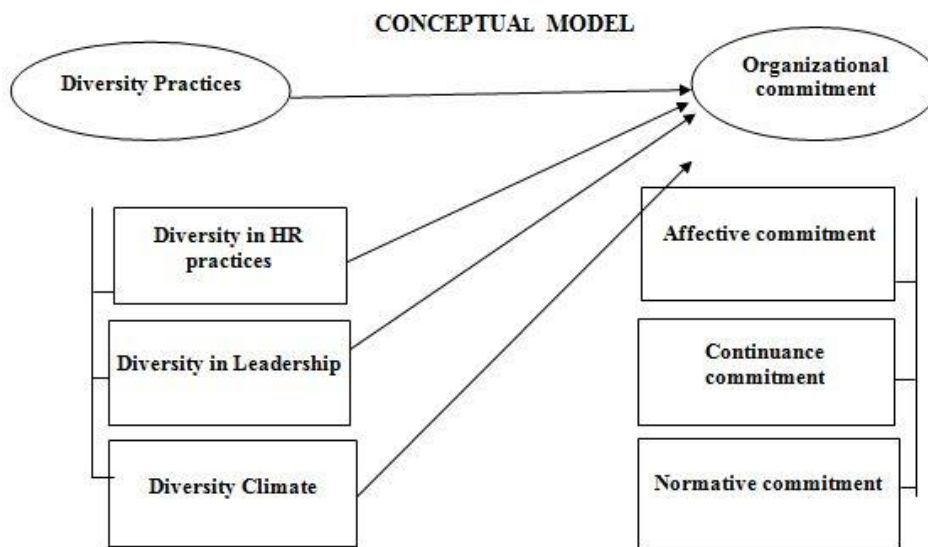 CONCEPTUAL MODEL
Diversity Practices
Organizational
commitment
Diversity in HR
practices
Affective commitment
Diversity in Leadership
Continuance
commitment
Diversity Climate
Normative commitment